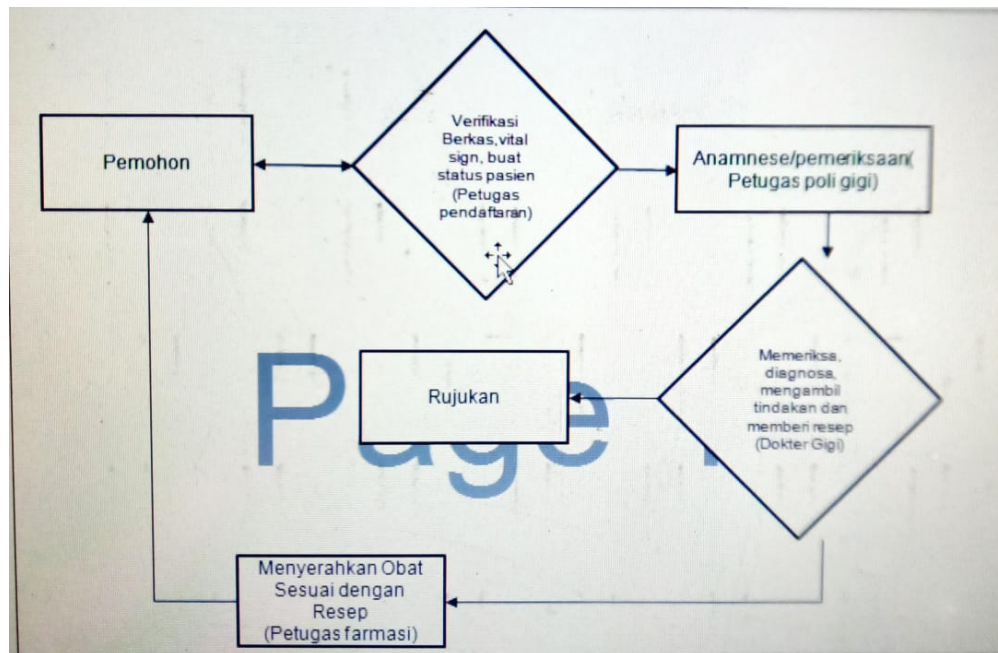 Pemohon
Verifikasi
Berkas,vital
sign, buat
status pasien
(Petugas
pendaftaran)
Anamnese/pemeriksaan(
Petugas poli gigi)
Memeriksa,
diagnosa,
mengambil
tindakan dan
memberi resep
(Dokter Gigi)
Rujukan
Page
Menyerahkan Obat
Sesuai dengan
Resep
(Petugas farmasi)